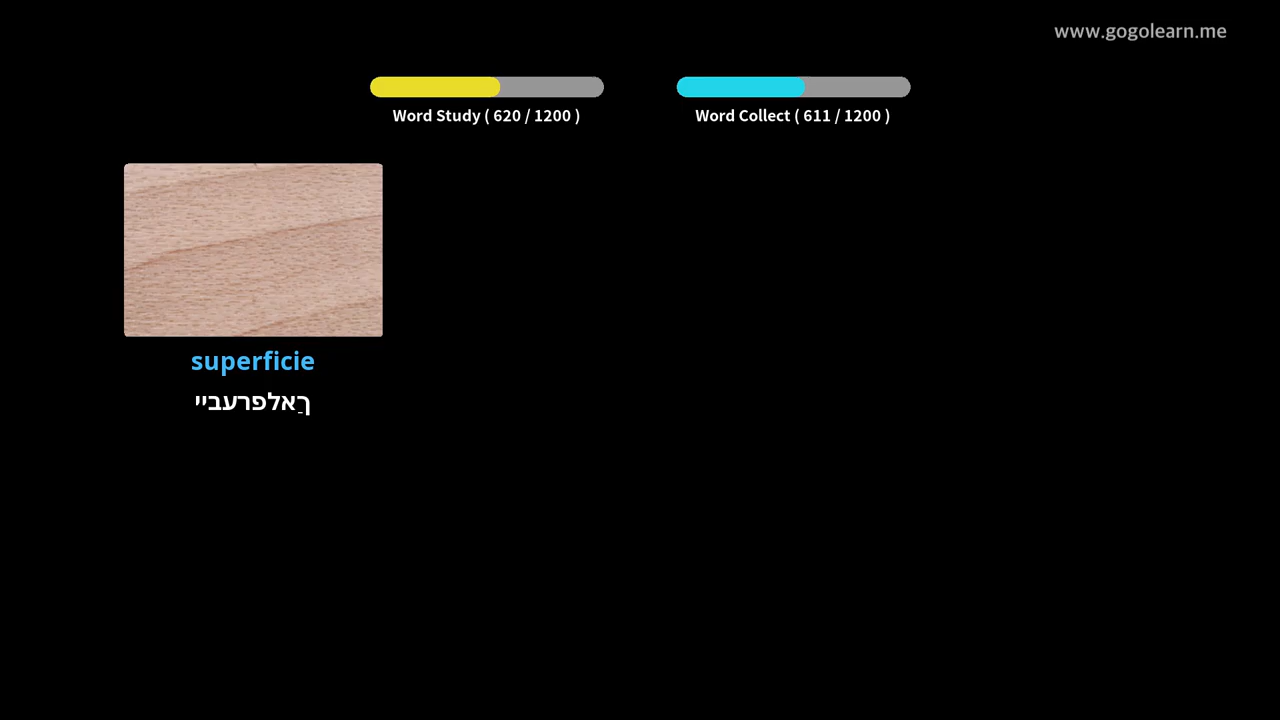 www.gogolearn.me
Word Study ( 620 / 1200 )
Word Collect ( 611 / 1200 )
superficie
ךַאלפרעביי